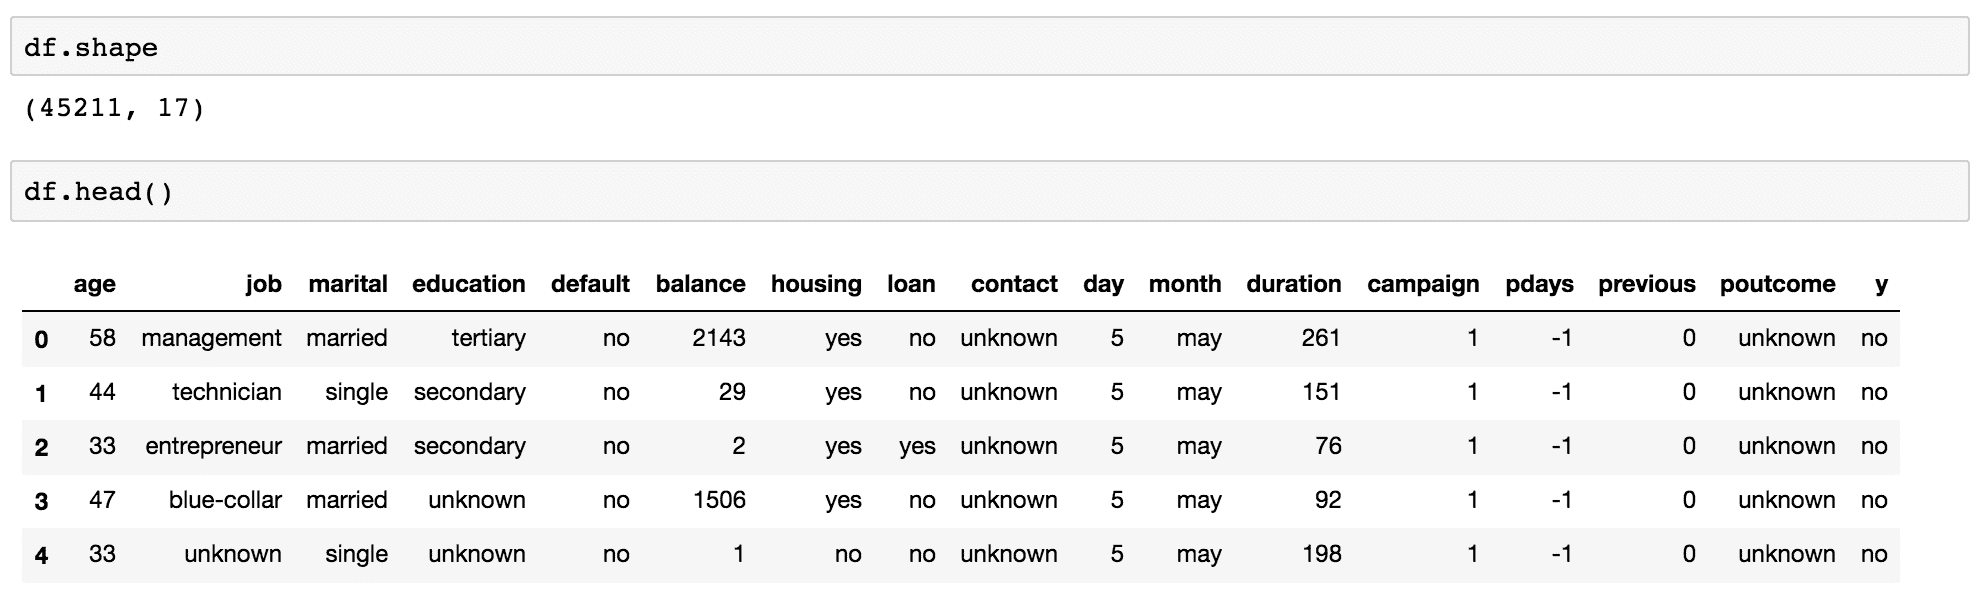 df.shape
(45211, 17)
df.head()
age job marital education default balance housing loan contact day month duration campaign pdays previous poutcome y
0 58 management married tertiary no 2143 yes no unknown 5 may 261 1 -1 0 unknown no
1 44 technician single secondary no 29 yes no unknown 5 may 151 1 -1 0 unknown no
2 33 entrepreneur married secondary no 2 yes yes unknown 5 may 76 1 -1 0 unknown no
3 47 blue-collar married unknown no 1506 yes no unknown 5 may 92 1 -1 0 unknown no
4 33 unknown single unknown no 1 no no unknown 5 may 198 1 -1 0 unknown no